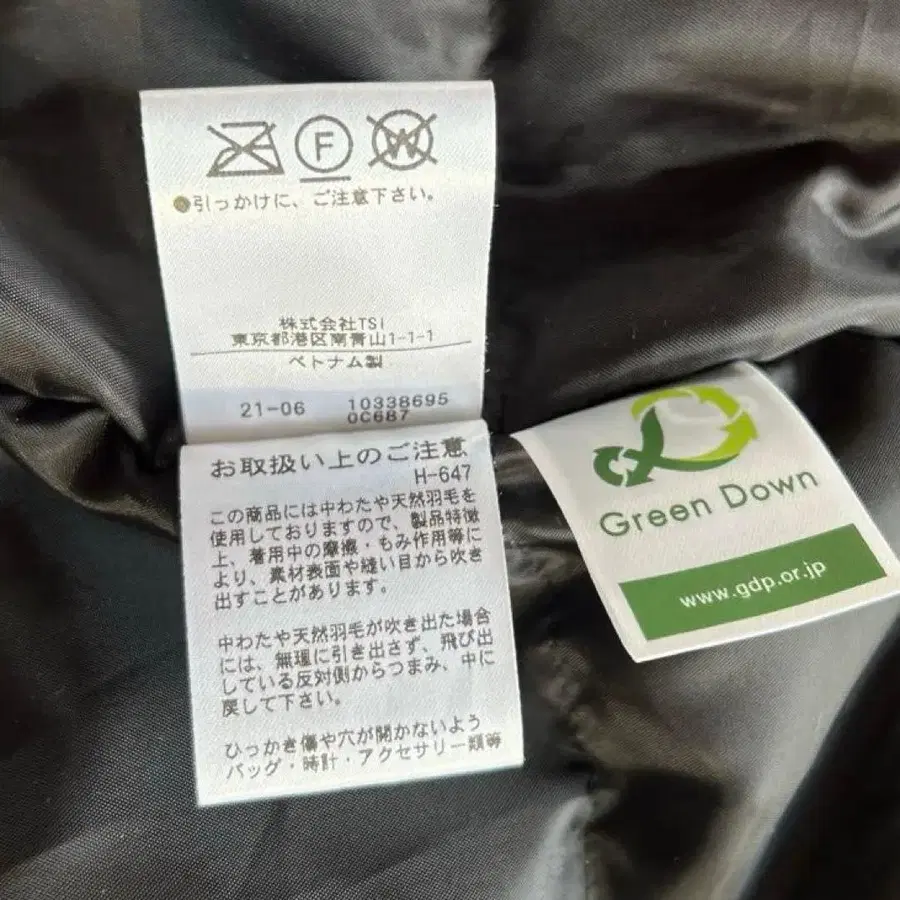 F W
●引っかけに、ご注意下さい。
株式会社TSI
東京都港区南青山1-1-1
ベトナム製
21-06 10338695
0C687
お取扱い上のご注意
H-647
この商品には中わたや天然羽毛を
使用しておりますので、製品特徴
上、着用中の摩擦・もみ作用等に
より、素材表面や縫い目から吹き
出すことがあります。
中わたや天然羽毛が吹き出た場合
には、無理に引き出さず、飛び出
している反対側からつまみ、中に
戻して下さい。
ひっかき傷や穴が開かないよう
バッグ・時計・アクセサリー類等
Green Down
www.gdp.or.jp